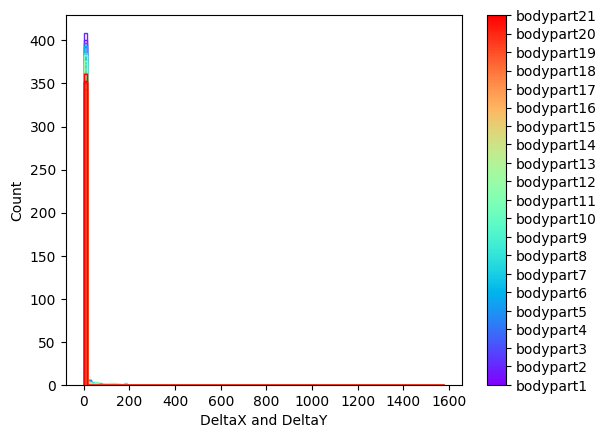 400
350
300
250
200
150
100
50
0
Count
0 200 400 600 800 1000 1200 1400 1600
DeltaX and DeltaY
bodypart21
bodypart20
bodypart19
bodypart18
bodypart17
bodypart16
bodypart15
bodypart14
bodypart13
bodypart12
bodypart11
bodypart10
bodypart9
bodypart8
bodypart7
bodypart6
bodypart5
bodypart4
bodypart3
bodypart2
bodypart1